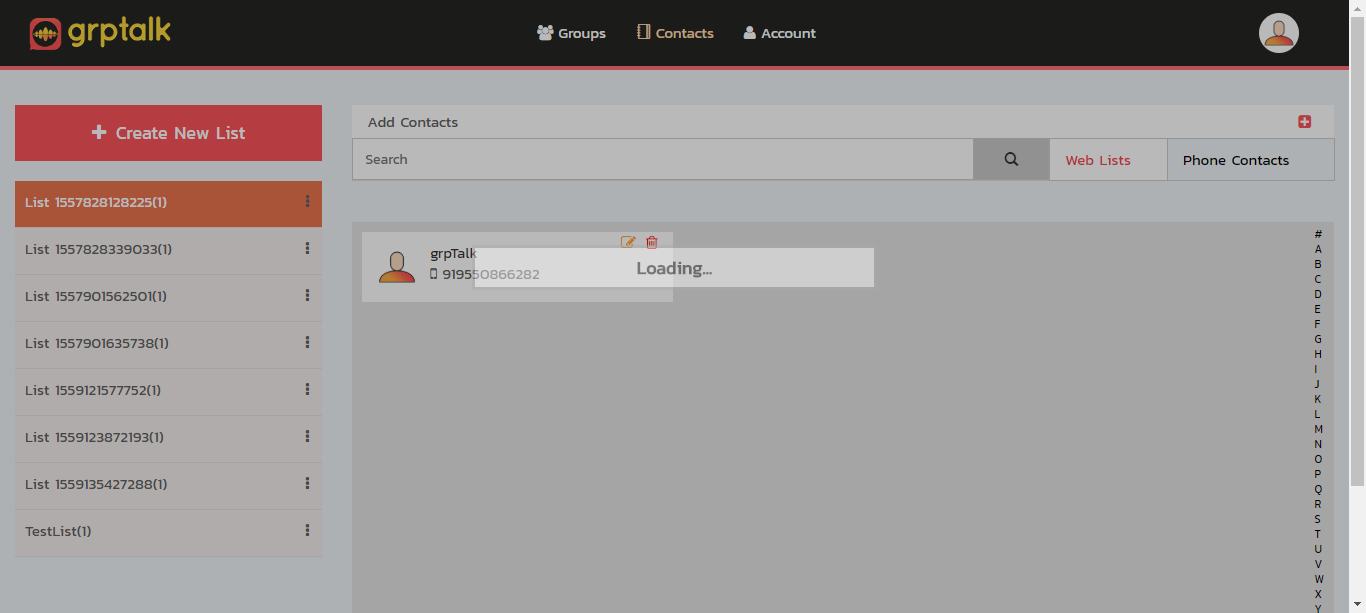 grptalk
Groups Contacts Account
Create New List
List 1557828128225(1)
List 1557828339033(1)
List 1557901562501(1)
List 1557901635738(1)
List 1559121577752(1)
List 1559123872193(1)
List 1559135427288(1)
TestList(1)
Add Contacts
Search
Web Lists
Phone Contacts
grpTalk
919550866282
Loading...
#
A
B
C
D
E
F
G
H
I
J
K
L
M
N
O
P
Q
R
S
T
U
V
W
X
Y